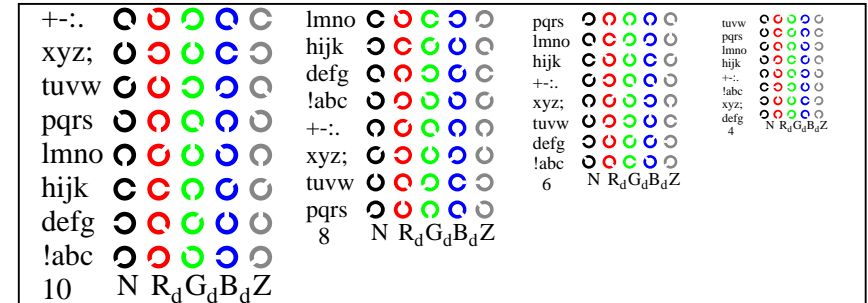 +-:.
xyz;
tuvw
pqrs
lmno
hijk
defg
!abc
10 N RdGdBdZ
lmno
hijk
defg
!abc
+-:.
xyz;
tuvw
pqrs
8 N RdGdBdZ
pqrs
lmno
hijk
+-:.
xyz;
tuvw
defg
!abc
6 N RdGdBdZ
tuvw
pqrs
lmno
hijk
+-:.
!abc
xyz;
defg
4 N RdGdBdZ